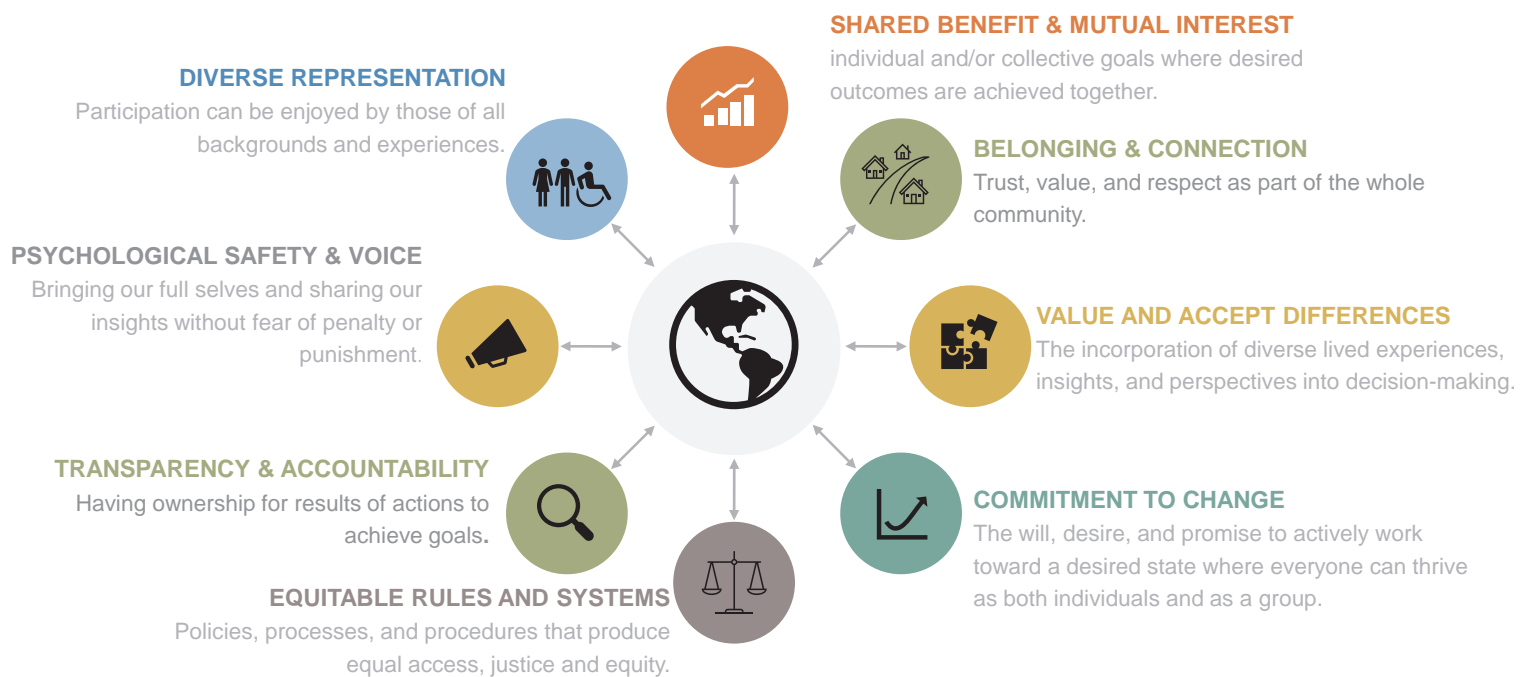 SHARED BENEFIT & MUTUAL INTEREST
individual and/or collective goals where desired
outcomes are achieved together.
DIVERSE REPRESENTATION
Participation can be enjoyed by those of all
backgrounds and experiences.
BELONGING & CONNECTION
Trust, value, and respect as part of the whole
community.
PSYCHOLOGICAL SAFETY & VOICE
Bringing our full selves and sharing our
insights without fear of penalty or
punishment.
VALUE AND ACCEPT DIFFERENCES
The incorporation of diverse lived experiences,
insights, and perspectives into decision-making.
TRANSPARENCY & ACCOUNTABILITY
Having ownership for results of actions to
achieve goals.
COMMITMENT TO CHANGE
The will, desire, and promise to actively work
toward a desired state where everyone can thrive
as both individuals and as a group.
EQUITABLE RULES AND SYSTEMS
Policies, processes, and procedures that produce
equal access, justice and equity.